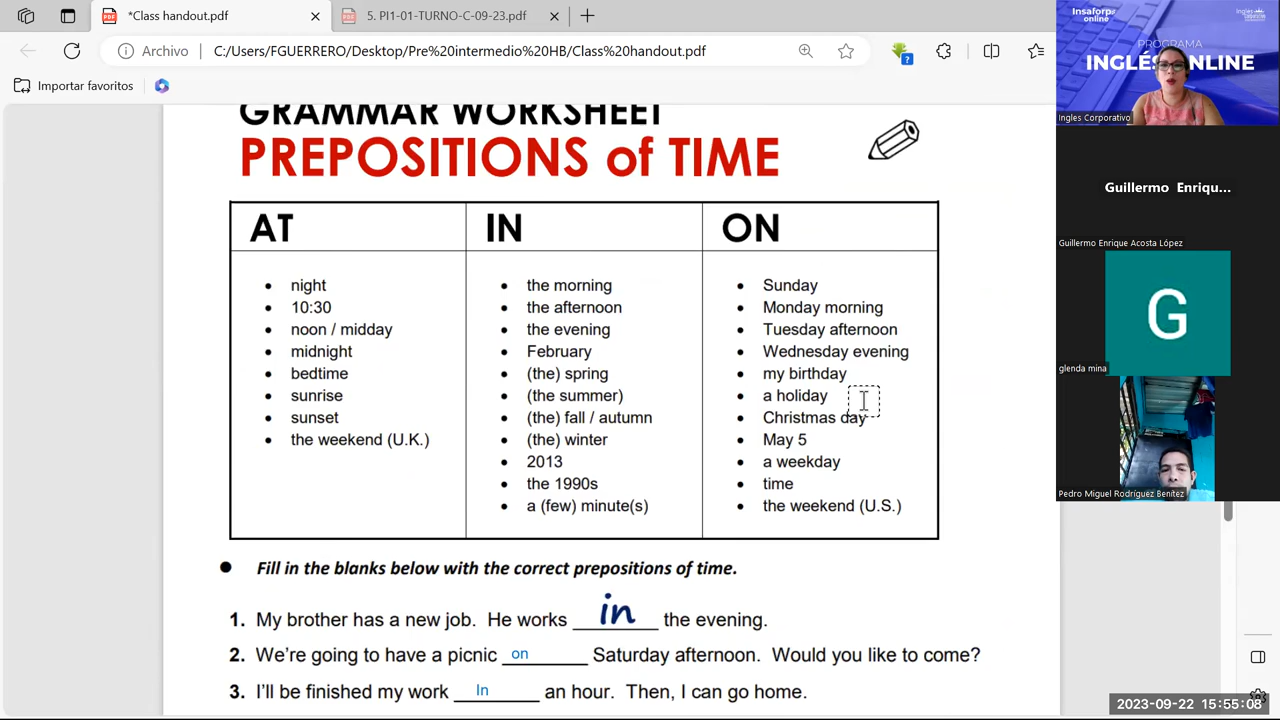 *Class handout.pdf
5. PI1-01-TURNO-C-09-23.pdf
Archivo
C:/Users/FGUERRERO/Desktop/Pre%20intermedio%20HB/Class%20handout.pdf
Importar favoritos
GRAMMAR WORKSHEET
PREPOSITIONS of TIME
AT
IN
ON
• night
• 10:30
• noon / midday
• midnight
• bedtime
• sunrise
• sunset
• the weekend (U.K.)
• the morning
• the afternoon
• the evening
• February
• (the) spring
• (the summer)
• (the) fall / autumn
• (the) winter
• 2013
• the 1990s
• a (few) minute(s)
• Sunday
• Monday morning
• Tuesday afternoon
• Wednesday evening
• my birthday
• a holiday
• Christmas day
• May 5
• a weekday
• time
• the weekend (U.S.)
● Fill in the blanks below with the correct prepositions of time.
1. My brother has a new job. He works in the evening.
2. We're going to have a picnic on Saturday afternoon. Would you like to come?
3. I'll be finished my work In an hour. Then, I can go home.
Insaforp
online
PROGRAMA
INGLÉS ONLINE
Ingles Corporativo
Guillermo Enriqu...
Guillermo Enrique Acosta López
G
glenda mina
Pedro Miguel Rodríguez Benítez
2023-09-22 15:55:08